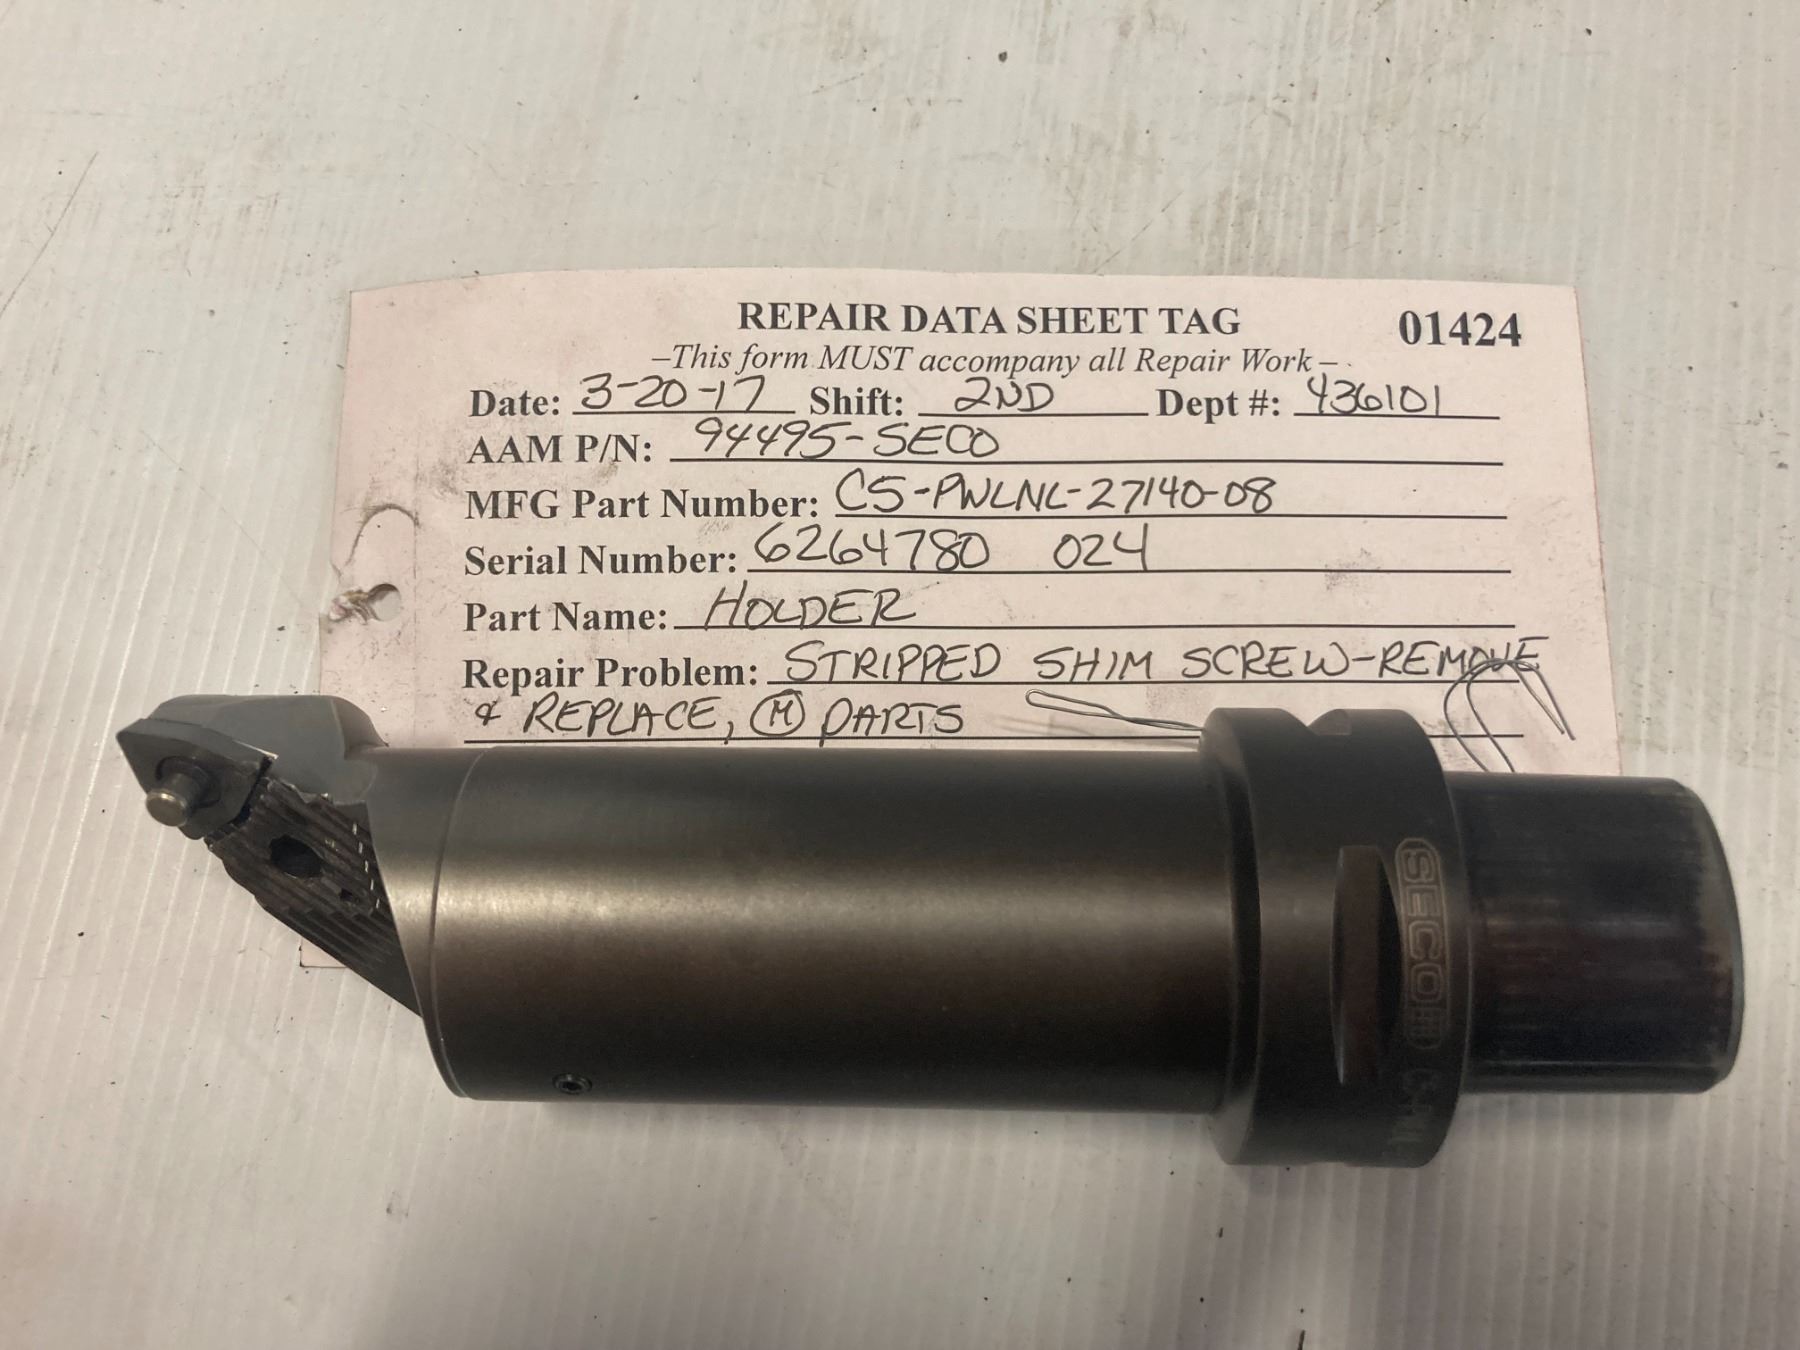 REPAIR DATA SHEET TAG 01424
–This form MUST accompany all Repair Work–
Date: 3-20-17 Shift: 2ND Dept #: 436101
AAM P/N: 94495-SECO
MFG Part Number: C5-PWLNL-27140-08
Serial Number: 6264780 024
Part Name: HOLDER
Repair Problem: STRIPPED SHIM SCREW-REMOVE
& REPLACE, M PARTS
SECO